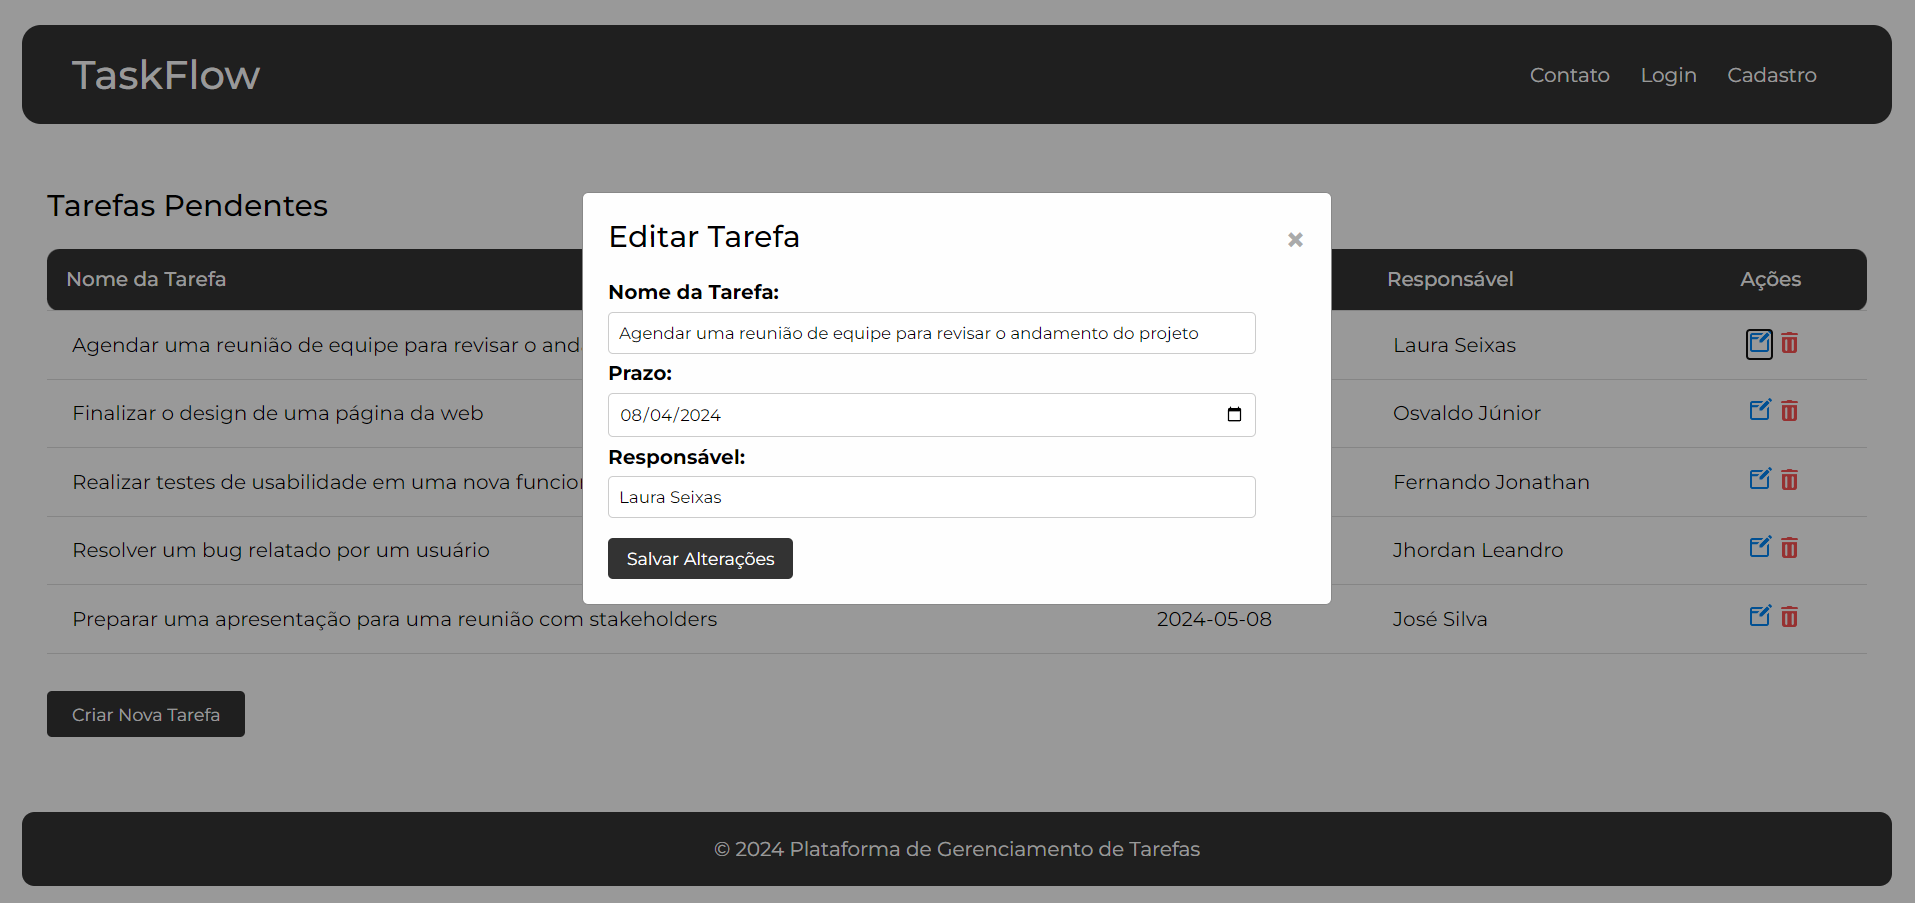 TaskFlow
Contato Login Cadastro
Tarefas Pendentes
Nome da Tarefa Responsável Ações
Agendar uma reunião de equipe para revisar o and Laura Seixas
Finalizar o design de uma página da web Osvaldo Júnior
Realizar testes de usabilidade em uma nova Fernando Jonathan
Resolver um bug relatado por um usuário Jhordan Leandro
Preparar uma apresentação para uma reunião com stakeholders 2024-05-08 José Silva
Criar Nova Tarefa
Editar Tarefa ×
Nome da Tarefa:
Agendar uma reunião de equipe para revisar o andamento do projeto
Prazo:
08/04/2024
Responsável:
Laura Seixas
Salvar Alterações
© 2024 Plataforma de Gerenciamento de Tarefas